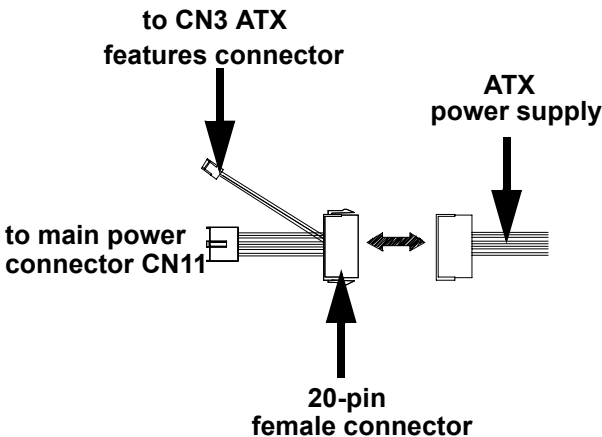 to CN3 ATX
features connector
ATX
power supply
to main power
connector CN11
20-pin
female connector